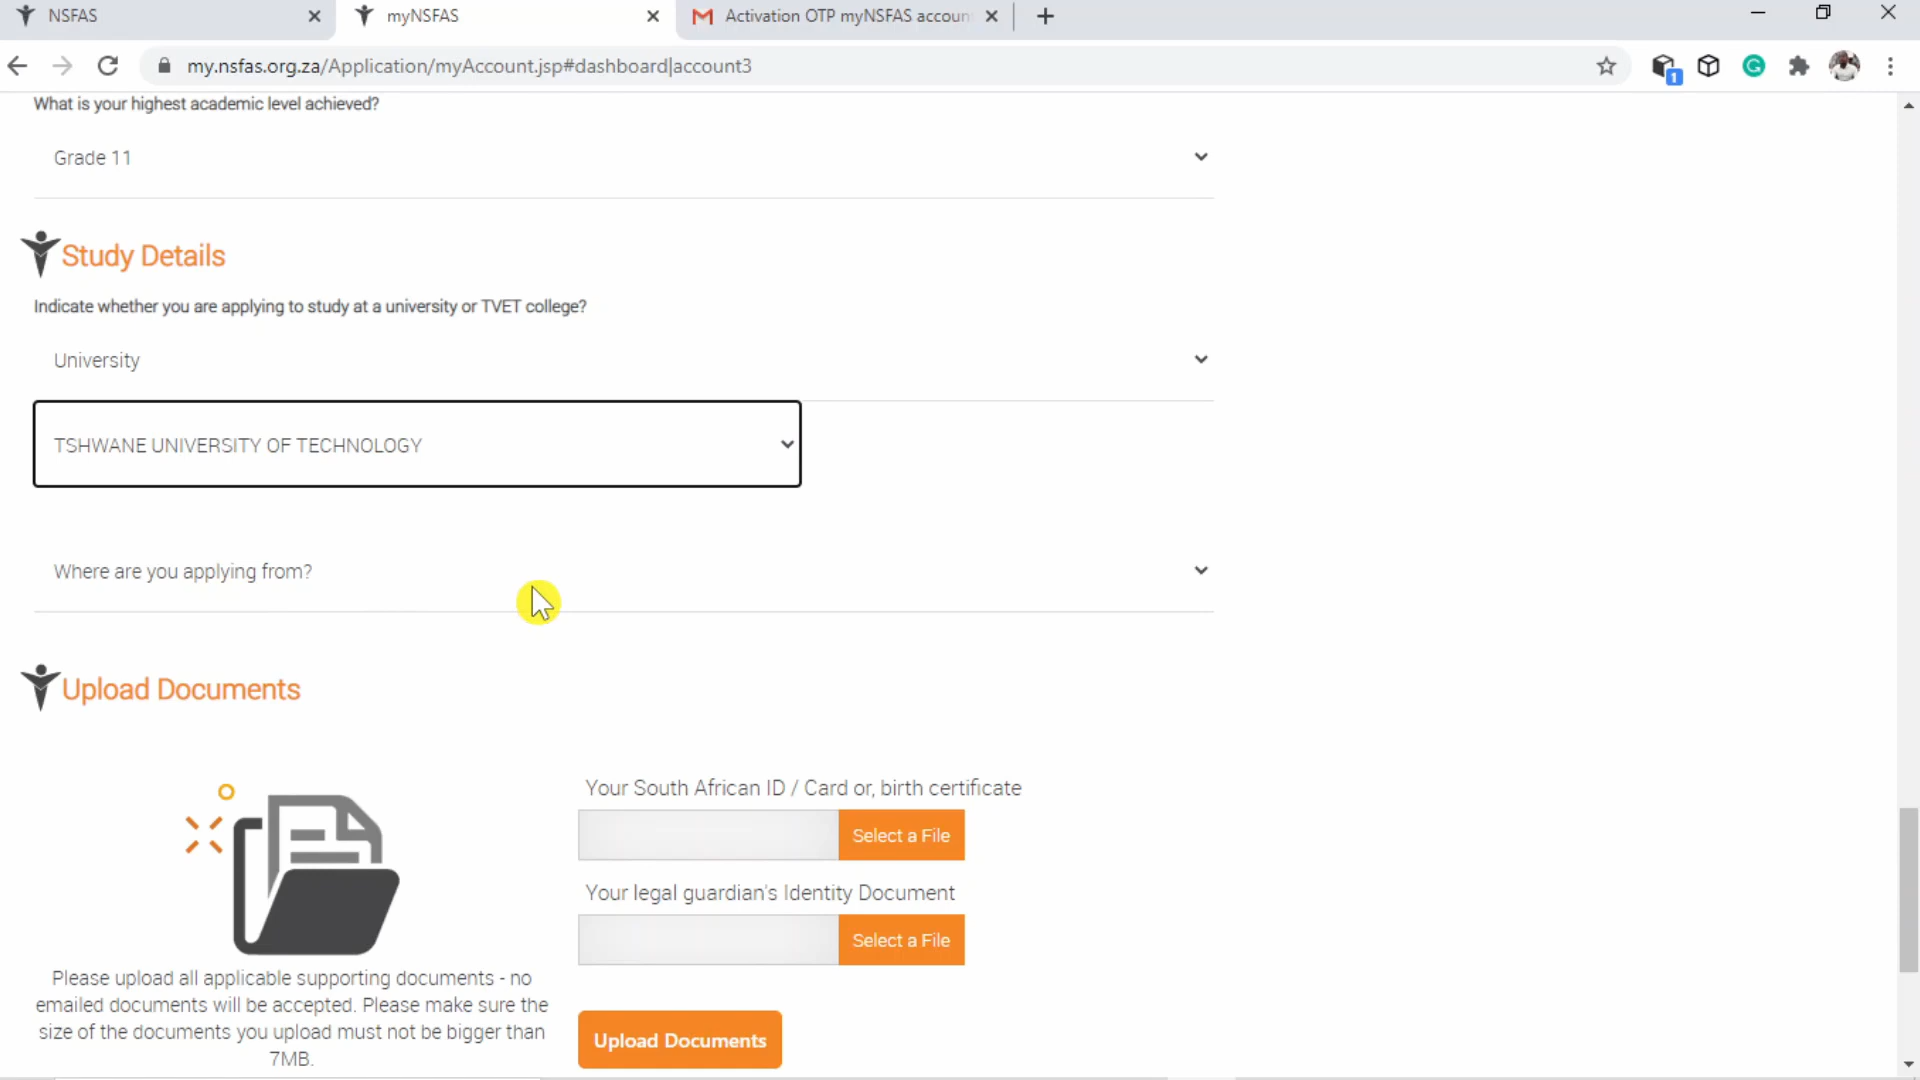 NSFAS
myNSFAS
Activation OTP myNSFAS accoun
my.nsfas.org.za/Application/myAccount.jsp#dashboard|account3
1
What is your highest academic level achieved?
Grade 11
Study Details
Indicate whether you are applying to study at a university or TVET college?
University
TSHWANE UNIVERSITY OF TECHNOLOGY
Where are you applying from?
Upload Documents
Your South African ID / Card or, birth certificate
Select a File
Your legal guardian's Identity Document
Select a File
Please upload all applicable supporting documents - no
emailed documents will be accepted. Please make sure the
size of the documents you upload must not be bigger than
7MB.
Upload Documents